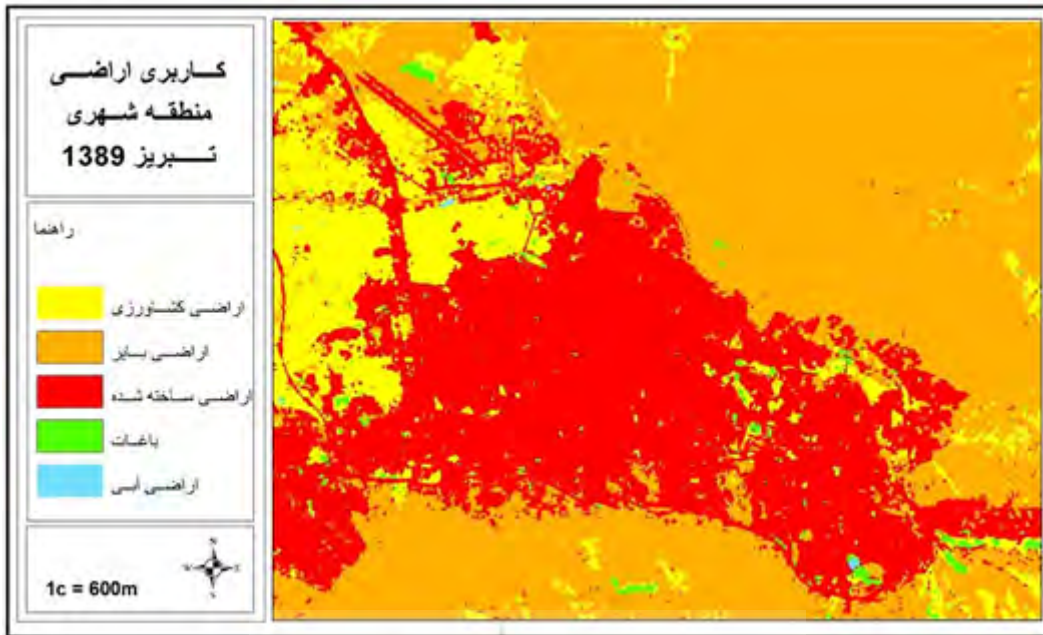 کاربری اراضی
منطقه شهری
تبریز 1389
راهنما
اراضی کشاورزی
اراضی بایر
اراضی ساخته شده
باغات
اراضی آبی
N
W E
S
1c = 600m